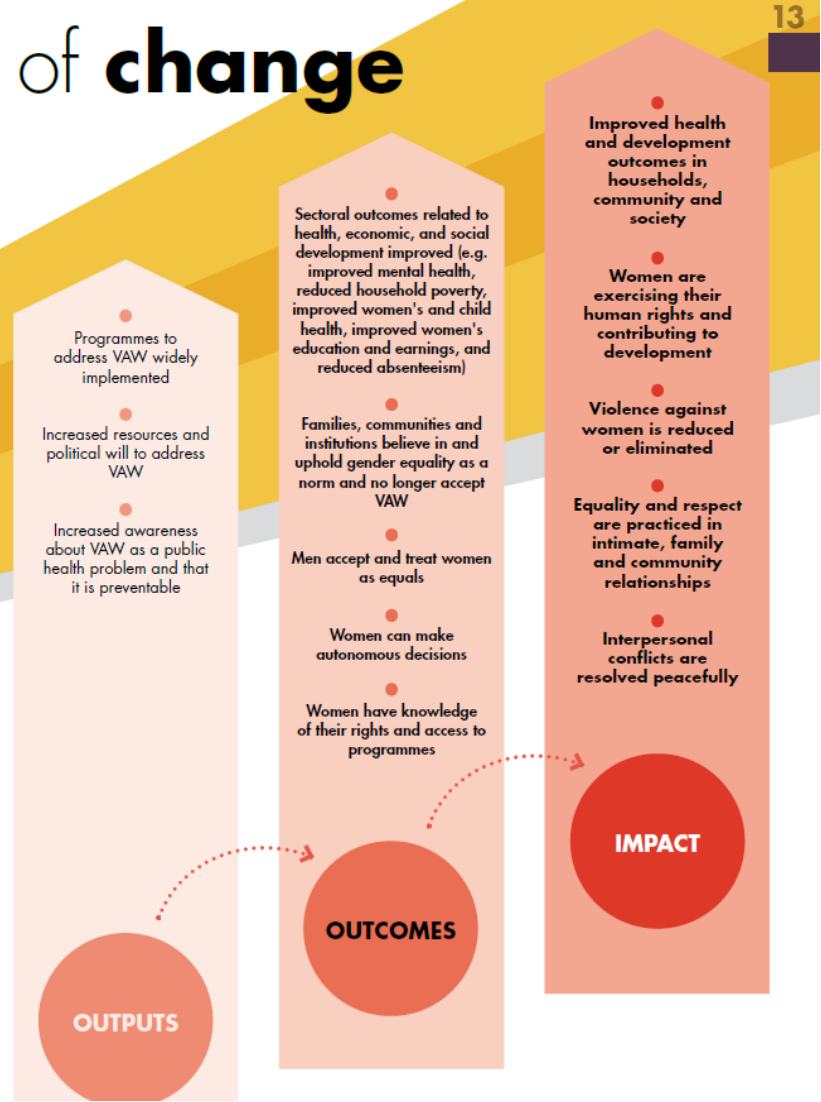 13
of change
Programmes to
address VAW widely
implemented
Increased resources and
political will to address
VAW
Increased awareness
about VAW as a public
health problem and that
it is preventable
OUTPUTS
Sectoral outcomes related to
health, economic, and social
development improved (e.g.
improved mental health,
reduced household poverty,
improved women's and child
health, improved women's
education and earnings, and
reduced absenteeism)
Families, communities and
institutions believe in and
uphold gender equality as a
norm and no longer accept
VAW
Men accept and treat women
as equals
Women can make
autonomous decisions
Women have knowledge
of their rights and access to
programmes
OUTCOMES
Improved health
and development
outcomes in
households,
community and
society
Women are
exercising their
human rights and
contributing to
development
Violence against
women is reduced
or eliminated
Equality and respect
are practiced in
intimate, family
and community
relationships
Interpersonal
conflicts are
resolved peacefully
IMPACT